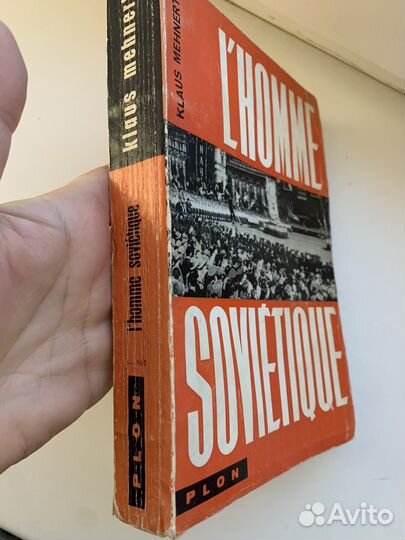 klaus mehnert
l'homme soviétique
PLON
KLAUS MEHNERT
L'HOMME
SOVIÉTIQUE
PLON
Avito